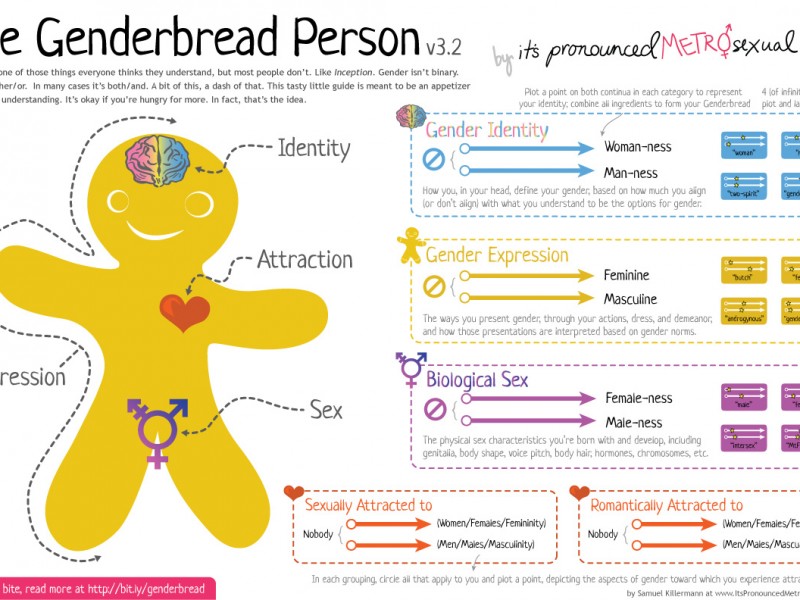 e Genderbread Person v3.2
by it's pronounced METROsexual
one of those things everyone thinks they understand, but most people don't. Like Inception. Gender isn't binary.
her/or. In many cases it's both/and. A bit of this, a dash of that. This tasty little guide is meant to be an appetizer
understanding. It's okay if you're hungry for more. In fact, that's the idea.
Plot a point on both continua in each category to represent
your identity; combine all ingredients to form your Genderbread
4 (of infinit
plot and la
Identity
Attraction
ression
Sex
Gender Identity
Woman-ness
Man-ness
How you, in your head, define your gender, based on how much you align
(or don't align) with what you understand to be the options for gender.
"woman"
"two-spirit"
"gend
Gender Expression
Feminine
Masculine
The ways you present gender, through your actions, dress, and demeanor,
and how those presentations are interpreted based on gender norms.
"butch"
"fe
"androgynous"
"gende
Biological Sex
Female-ness
Male-ness
The physical sex characteristics you're born with and develop, including
genitalia, body shape, voice pitch, body hair, hormones, chromosomes, etc.
"male"
"fe
"intersex"
Sexually Attracted to
Nobody
(Women/Females/Femininity)
(Men/Males/Masculinity)
Romantically Attracted to
Nobody
(Women/Females/Fe
(Men/Males/Mascu
In each grouping, circle all that apply to you and plot a point, depicting the aspects of gender toward which you experience attra
bite, read more at http://bit.ly/genderbread
by Samuel Killermann at www.ItsPronouncedMetro